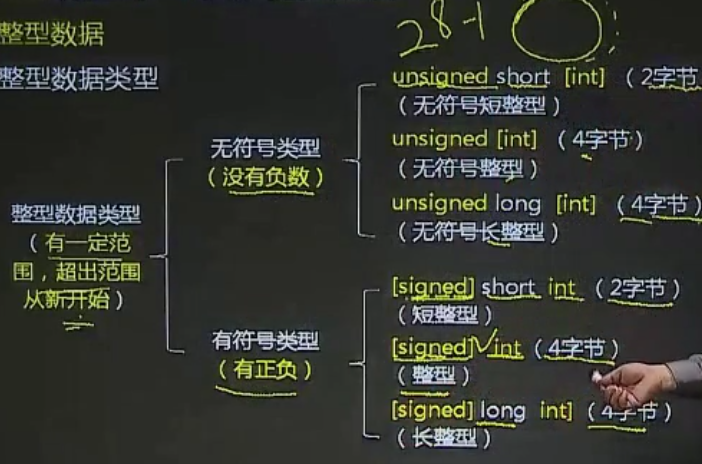 整型数据
整型数据类型
2^8-1
unsigned short [int] (2字节
(无符号短整型)
无符号类型
(没有负数)
unsigned [int] (4字节)
(无符号整型)
unsigned long [int] (4字节)
(无符号长整型)
整型数据类型
(有一定范
围,超出范围
从新开始)
[signed] short int (2字节)
(短整型)
有符号类型
(有正负)
[signed] int (4字节)
(整型)
[signed] long int] (4字节)
(长整型)